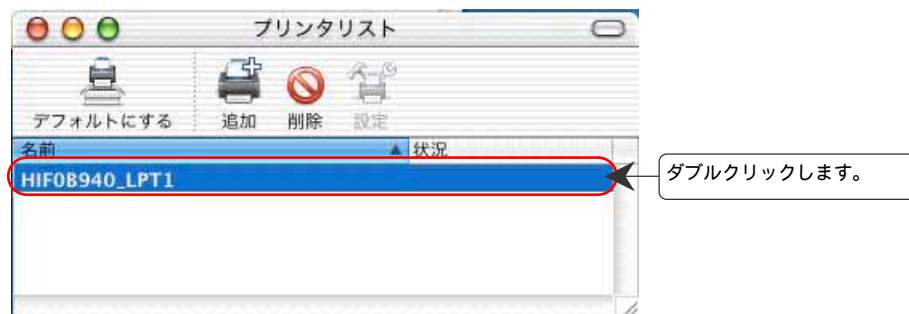 プリンタリスト
デフォルトにする 追加 削除 設定
名前 状況
HIF0B940_LPT1
ダブルクリックします。